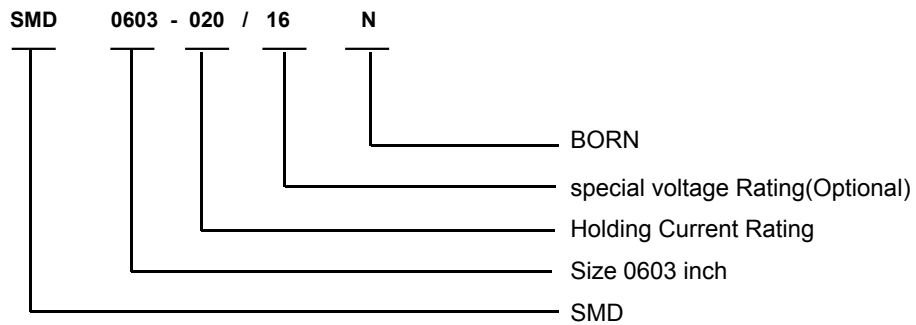 SMD 0603 - 020 / 16 N
BORN
special voltage Rating(Optional)
Holding Current Rating
Size 0603 inch
SMD